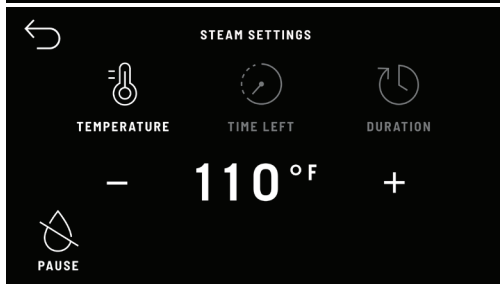 STEAM SETTINGS
TEMPERATURE TIME LEFT DURATION
− 110°F +
PAUSE